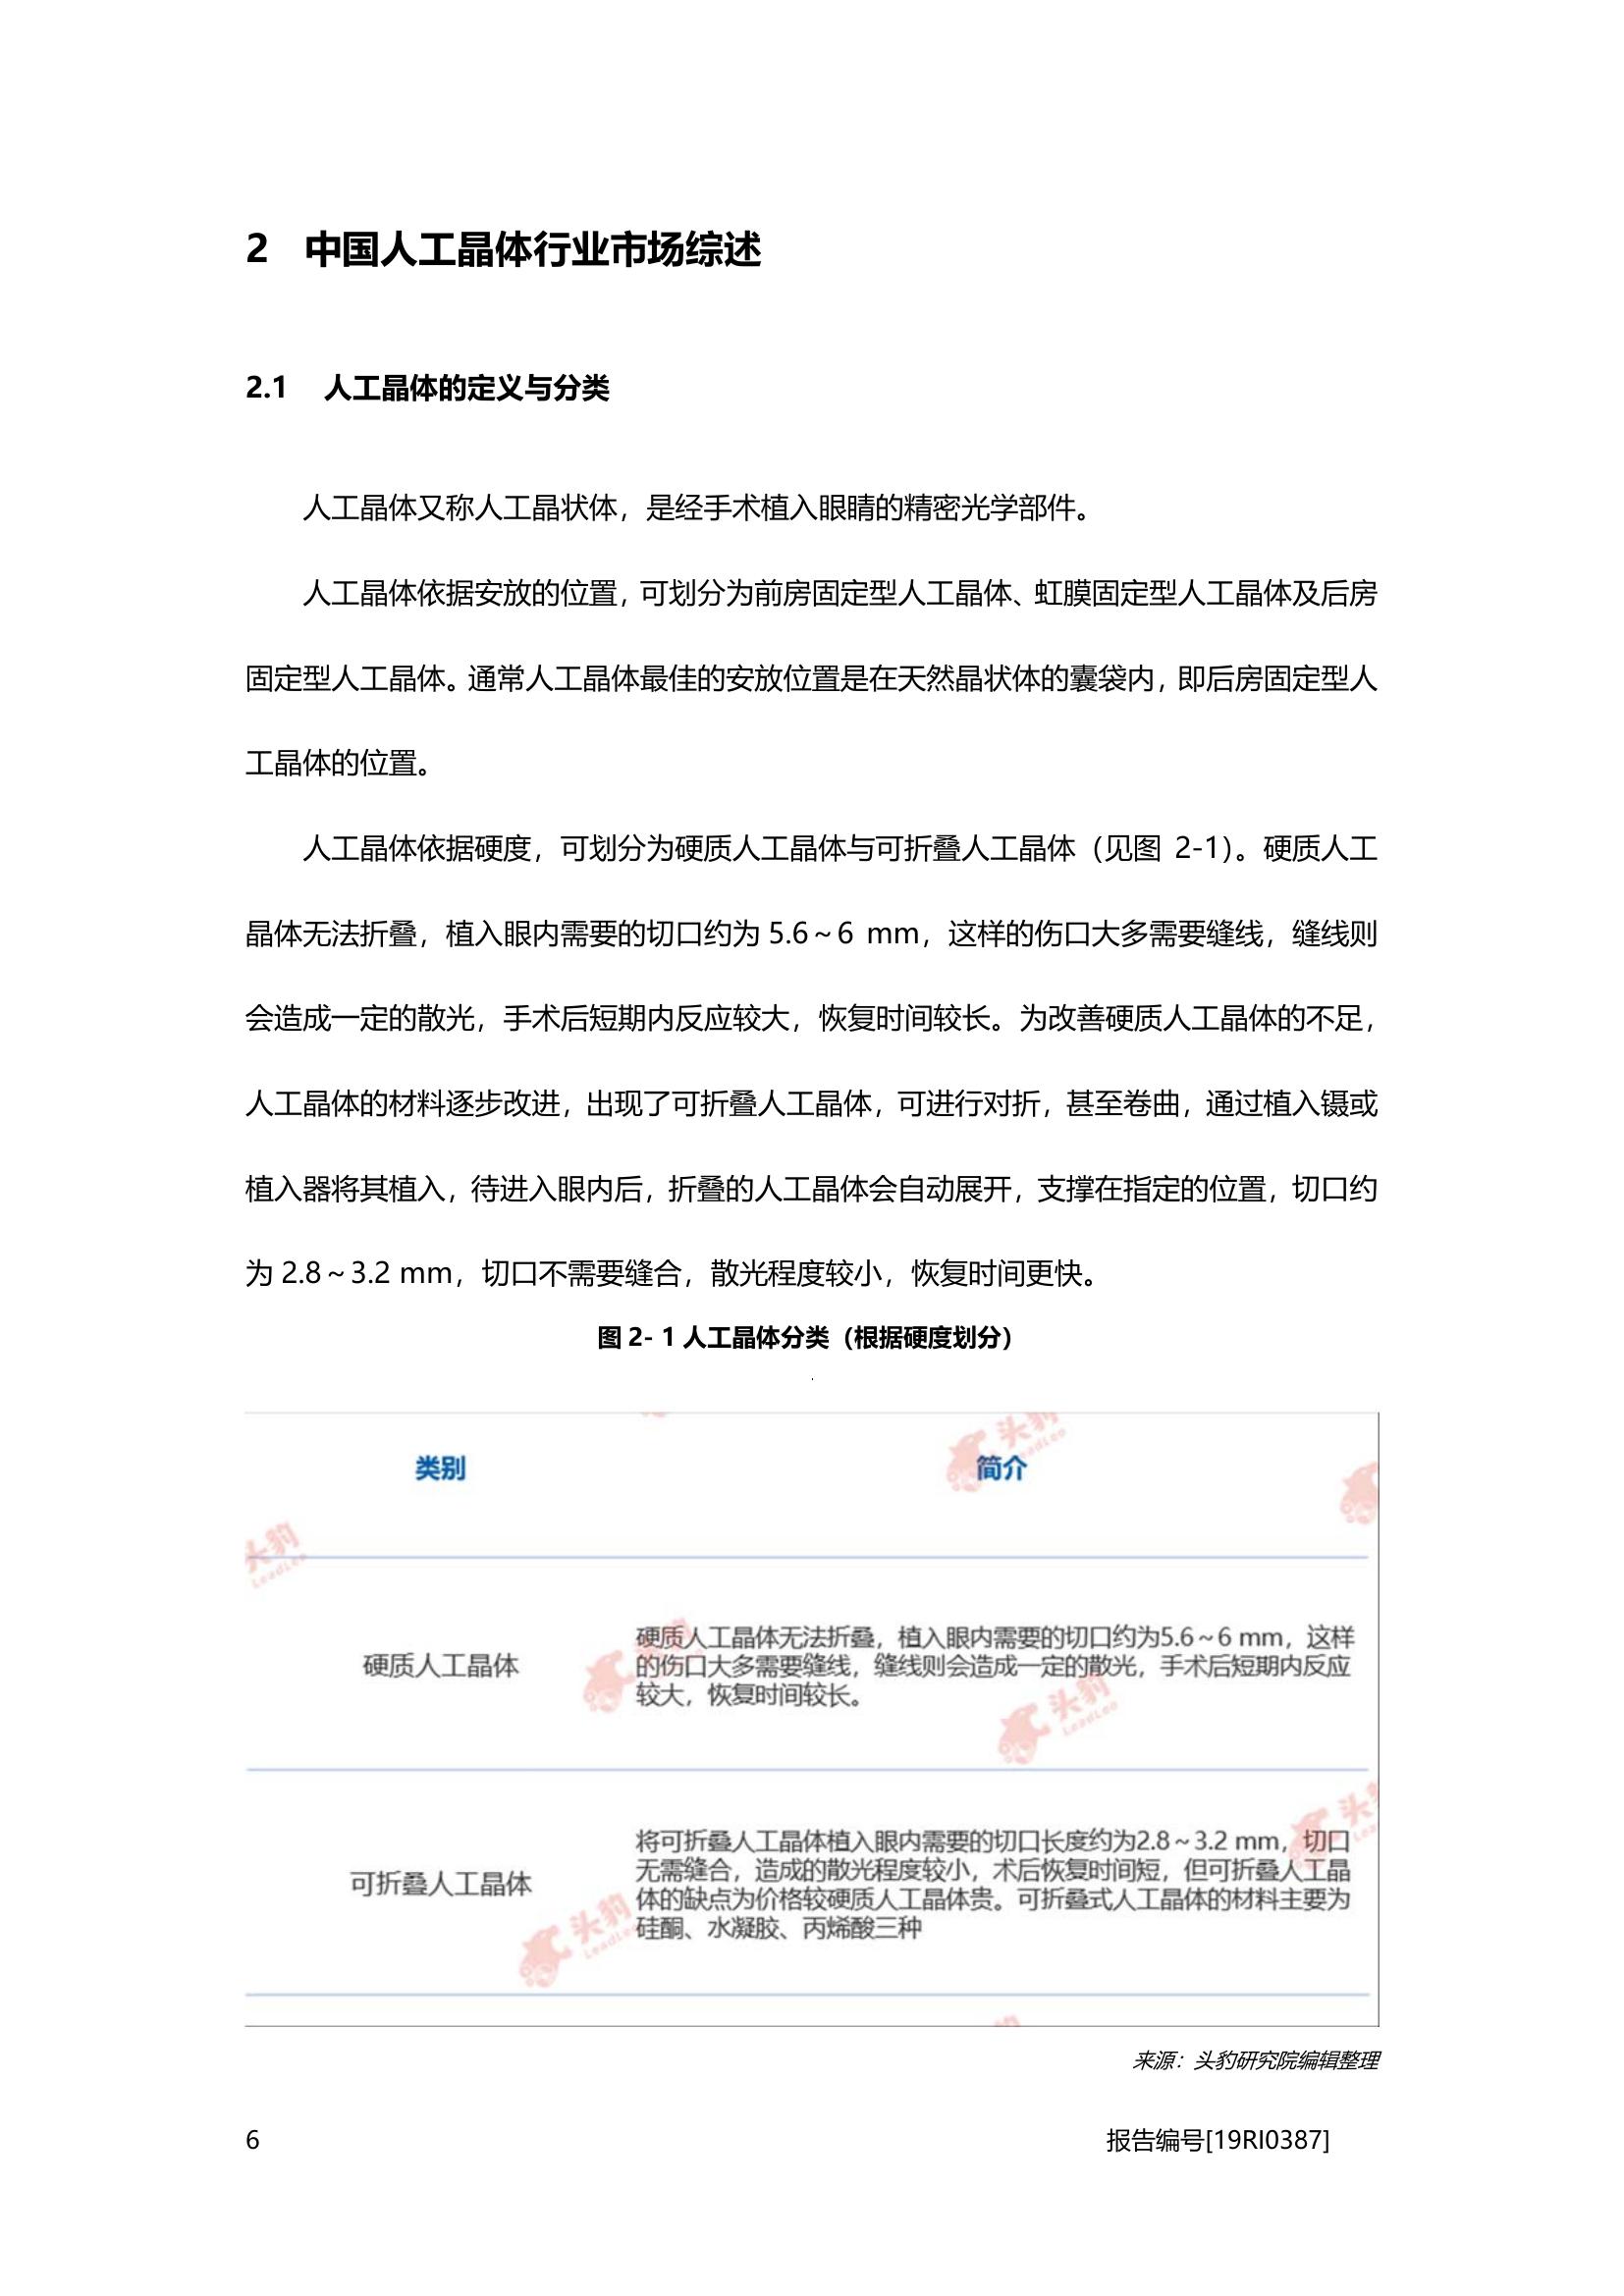 2 中国人工晶体行业市场综述
2.1 人工晶体的定义与分类
人工晶体又称人工晶状体，是经手术植入眼睛的精密光学部件。
人工晶体依据安放的位置，可划分为前房固定型人工晶体、虹膜固定型人工晶体及后房
固定型人工晶体。通常人工晶体最佳的安放位置是在天然晶状体的囊袋内，即后房固定型人
工晶体的位置。
人工晶体依据硬度，可划分为硬质人工晶体与可折叠人工晶体（见图 2-1）。硬质人工
晶体无法折叠，植入眼内需要的切口约为 5.6～6 mm，这样的伤口大多需要缝线，缝线则
会造成一定的散光，手术后短期内反应较大，恢复时间较长。为改善硬质人工晶体的不足，
人工晶体的材料逐步改进，出现了可折叠人工晶体，可进行对折，甚至卷曲，通过植入镊或
植入器将其植入，待进入眼内后，折叠的人工晶体会自动展开，支撑在指定的位置，切口约
为 2.8～3.2 mm，切口不需要缝合，散光程度较小，恢复时间更快。
图 2- 1 人工晶体分类（根据硬度划分）
类别 简介
硬质人工晶体
硬质人工晶体无法折叠，植入眼内需要的切口约为5.6～6 mm，这样
的伤口大多需要缝线，缝线则会造成一定的散光，手术后短期内反应
较大，恢复时间较长。
可折叠人工晶体
将可折叠人工晶体植入眼内需要的切口长度约为2.8～3.2 mm，切口
无需缝合，造成的散光程度较小，术后恢复时间短，但可折叠人工晶
体的缺点为价格较硬质人工晶体贵。可折叠式人工晶体的材料主要为
硅酮、水凝胶、丙烯酸三种
头豹
LeadLeo
来源：头豹研究院编辑整理
6 报告编号[19RI0387]